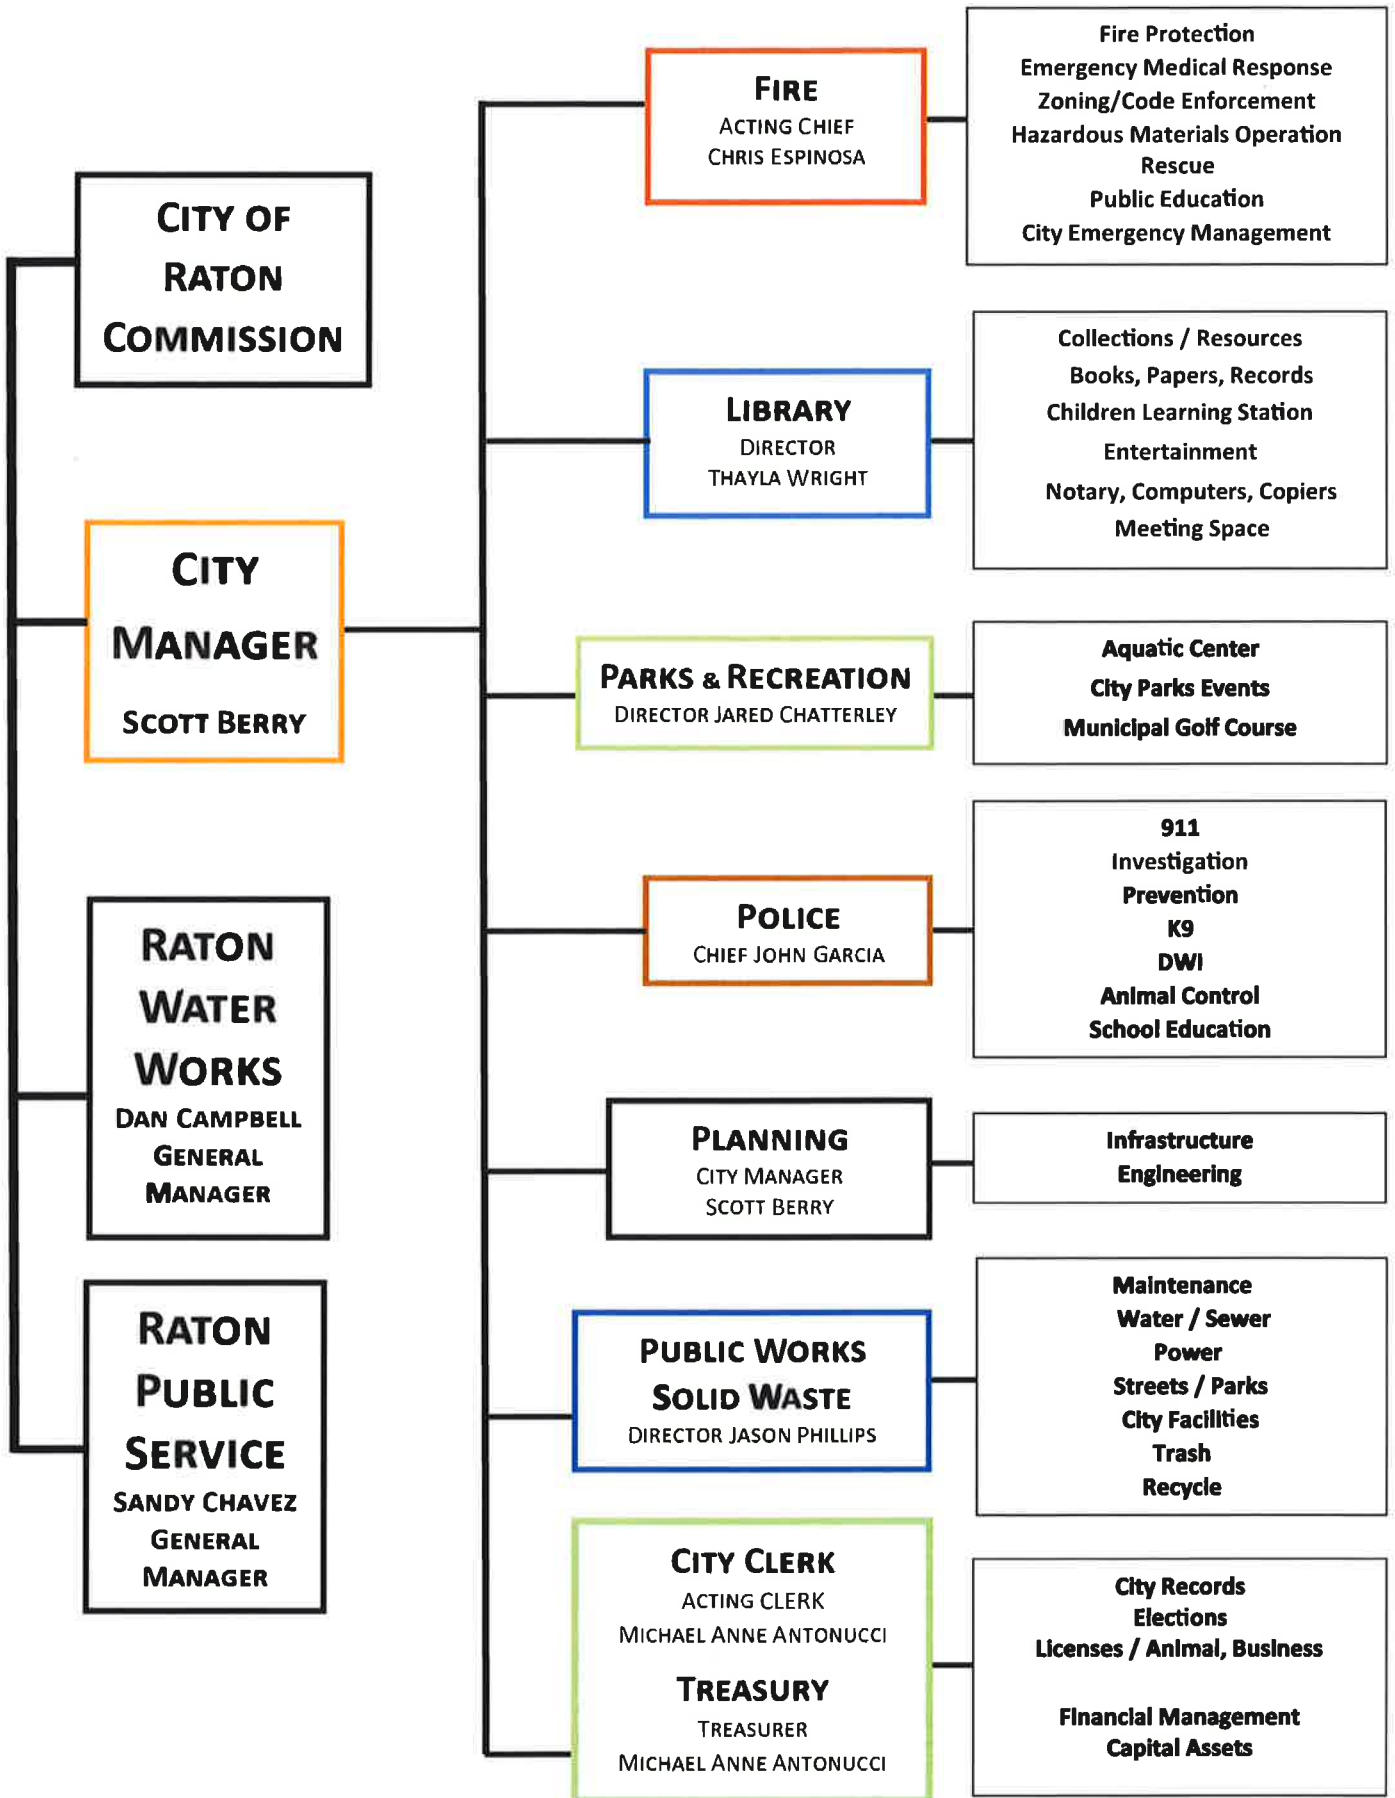 CITY OF
RATON
COMMISSION
CITY
MANAGER
SCOTT BERRY
RATON
WATER
WORKS
DAN CAMPBELL
GENERAL
MANAGER
RATON
PUBLIC
SERVICE
SANDY CHAVEZ
GENERAL
MANAGER
FIRE
ACTING CHIEF
CHRIS ESPINOSA
Fire Protection
Emergency Medical Response
Zoning/Code Enforcement
Hazardous Materials Operation
Rescue
Public Education
City Emergency Management
LIBRARY
DIRECTOR
THAYLA WRIGHT
Collections / Resources
Books, Papers, Records
Children Learning Station
Entertainment
Notary, Computers, Copiers
Meeting Space
PARKS & RECREATION
DIRECTOR JARED CHATTERLEY
Aquatic Center
City Parks Events
Municipal Golf Course
POLICE
CHIEF JOHN GARCIA
911
Investigation
Prevention
K9
DWI
Animal Control
School Education
PLANNING
CITY MANAGER
SCOTT BERRY
Infrastructure
Engineering
PUBLIC WORKS
SOLID WASTE
DIRECTOR JASON PHILLIPS
Maintenance
Water / Sewer
Power
Streets / Parks
City Facilities
Trash
Recycle
CITY CLERK
ACTING CLERK
MICHAEL ANNE ANTONUCCI
TREASURY
TREASURER
MICHAEL ANNE ANTONUCCI
City Records
Elections
Licenses / Animal, Business
Financial Management
Capital Assets